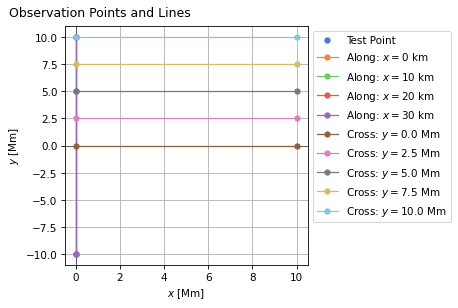 Observation Points and Lines
10.0
7.5
5.0
2.5
0.0
−2.5
−5.0
−7.5
−10.0
y [Mm]
0 2 4 6 8 10
x [Mm]
Test Point
Along: x = 0 km
Along: x = 10 km
Along: x = 20 km
Along: x = 30 km
Cross: y = 0.0 Mm
Cross: y = 2.5 Mm
Cross: y = 5.0 Mm
Cross: y = 7.5 Mm
Cross: y = 10.0 Mm